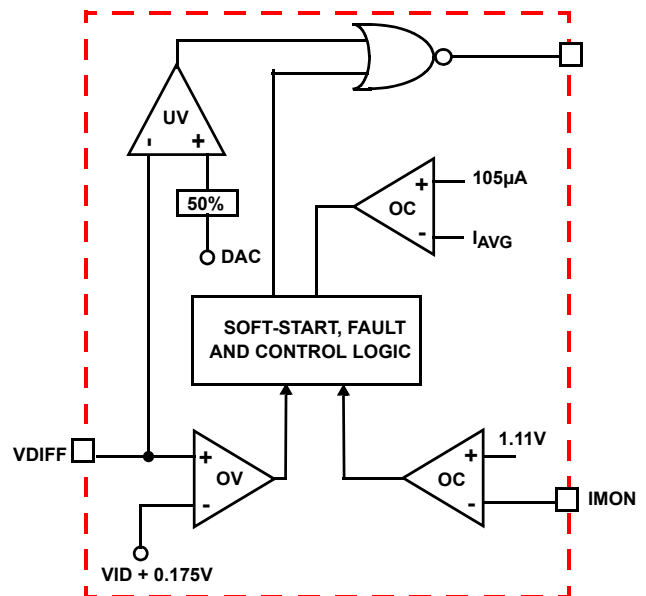 UV
- +
50%
DAC
+ 105µA
OC
- IAVG
SOFT-START, FAULT
AND CONTROL LOGIC
VDIFF
+
OV
-
VID + 0.175V
1.11V
+
OC
-
IMON